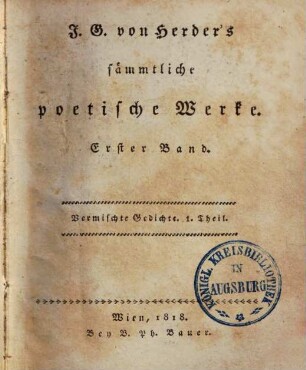 J. G. von Herder's
sämmtliche
poetische Werke.
Erster Band.
Vermischte Gedichte. 1. Theil.
KÖNIGL. KREISBIBLIOTHEK
IN
AUGSBURG
Wien, 1818.
Bey B. Ph. Bauer.